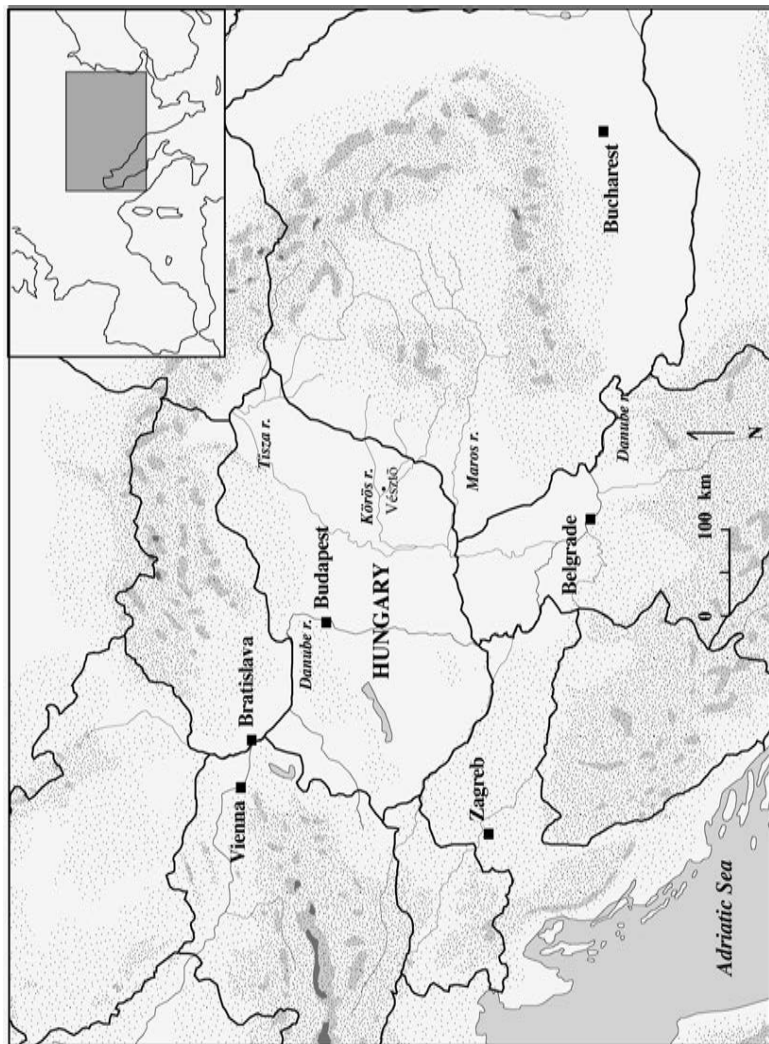 Vienna
Bratislava
Danube r.
Budapest
HUNGARY
Tisza r.
Körös r.
Vésztő
Maros r.
Zagreb
Belgrade
Danube r.
Bucharest
Adriatic Sea
0 100 km
N